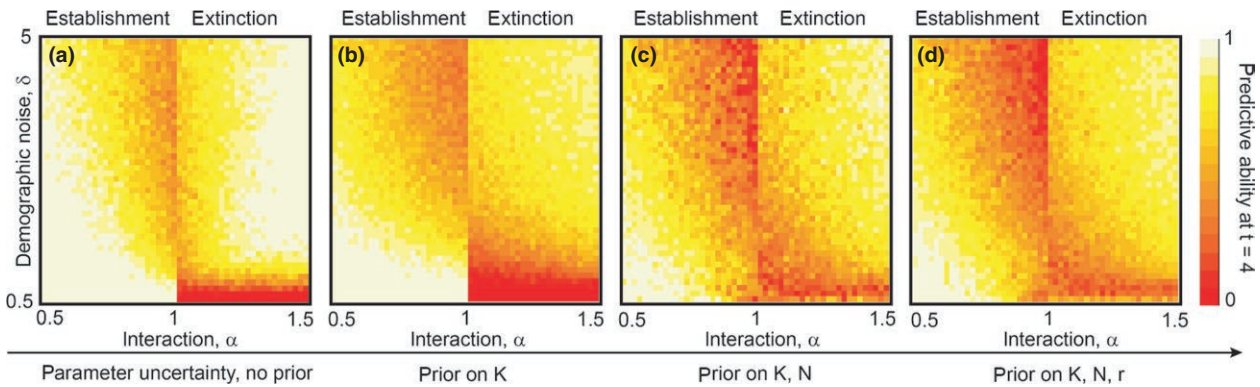 Establishment Extinction Establishment Extinction Establishment Extinction Establishment Extinction
5 (a) (b) (c) (d) 1
Demographic noise, δ
Predictive ability at t = 4
0.5 0
0.5 1 1.5 0.5 1 1.5 0.5 1 1.5 0.5 1 1.5
Interaction, α Interaction, α Interaction, α Interaction, α
Parameter uncertainty, no prior Prior on K Prior on K, N Prior on K, N, r